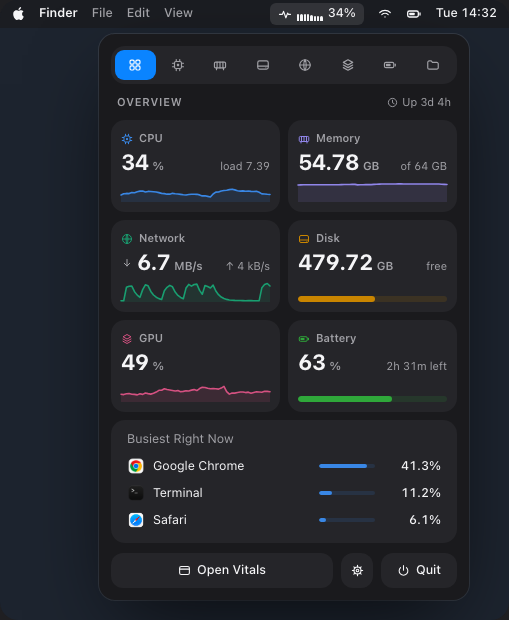 Finder File Edit View 34% Tue 14:32
OVERVIEW Up 3d 4h
CPU
34 % load 7.39
Memory
54.78 GB of 64 GB
Network
↓ 6.7 MB/s ↑ 4 kB/s
Disk
479.72 GB free
GPU
49 %
Battery
63 % 2h 31m left
Busiest Right Now
Google Chrome 41.3%
Terminal 11.2%
Safari 6.1%
Open Vitals Quit